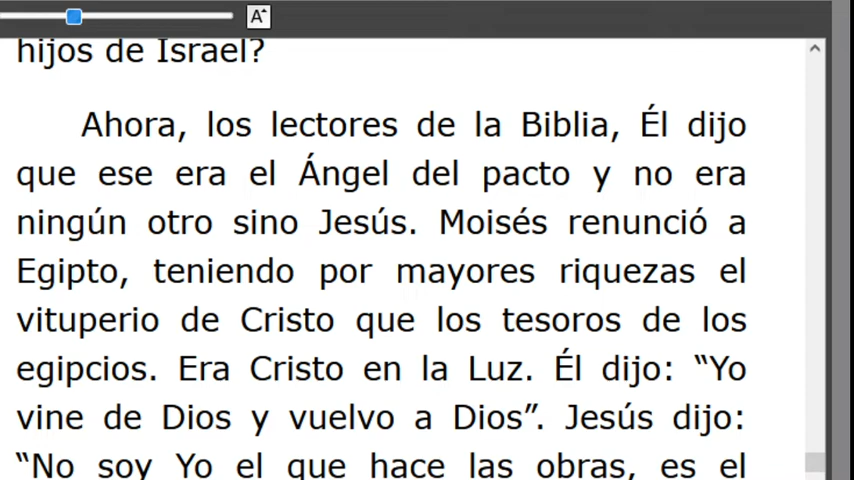 A
hijos de Israel?
Ahora, los lectores de la Biblia, Él dijo
que ese era el Ángel del pacto y no era
ningún otro sino Jesús. Moisés renunció a
Egipto, teniendo por mayores riquezas el
vituperio de Cristo que los tesoros de los
egipcios. Era Cristo en la Luz. Él dijo: “Yo
vine de Dios y vuelvo a Dios”. Jesús dijo:
“No soy Yo el que hace las obras, es el